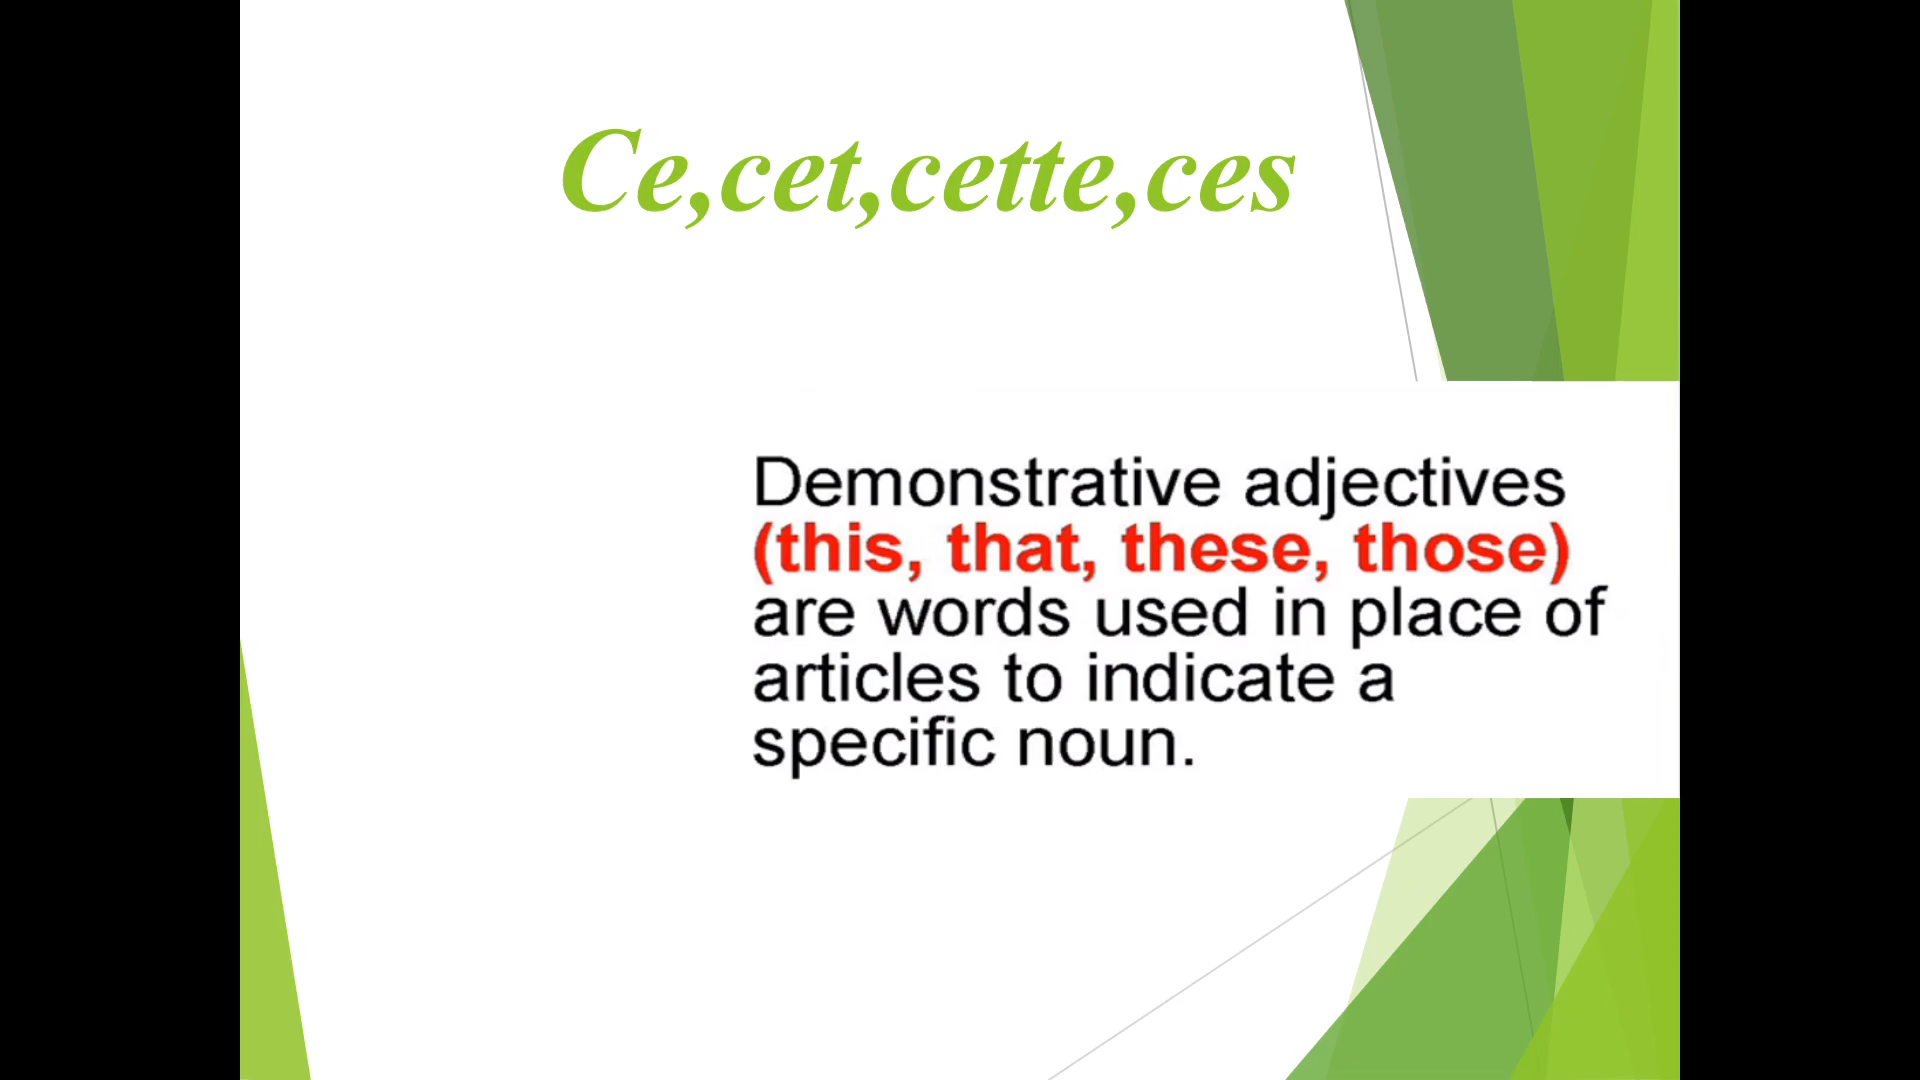 Ce,cet,cette,ces
Demonstrative adjectives
(this, that, these, those)
are words used in place of
articles to indicate a
specific noun.